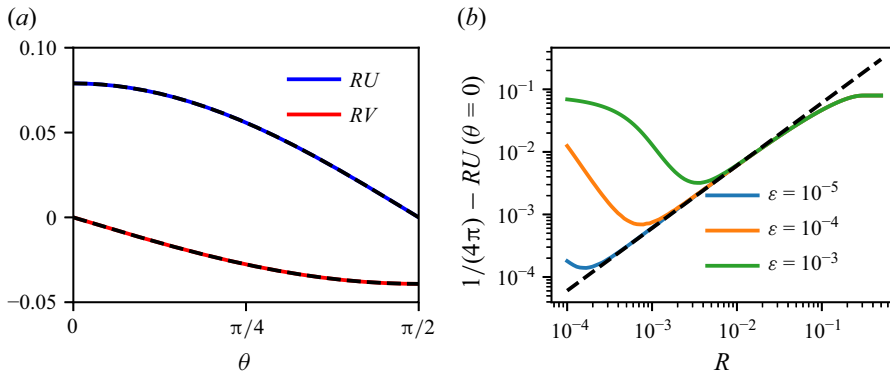 (a)
0.10
0.05
0
−0.05
0
π/4
π/2
θ
RU
RV
(b)
1/(4π) − RU (θ = 0)
10⁻¹
10⁻²
10⁻³
10⁻⁴
10⁻⁴
10⁻³
10⁻²
10⁻¹
R
ε = 10⁻⁵
ε = 10⁻⁴
ε = 10⁻³